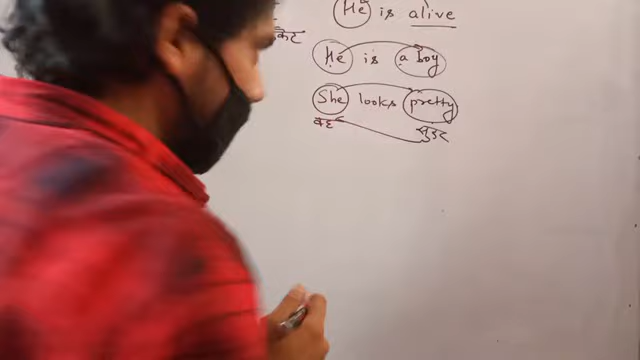 He is alive
He is a boy
She looks pretty
वह सुंदर